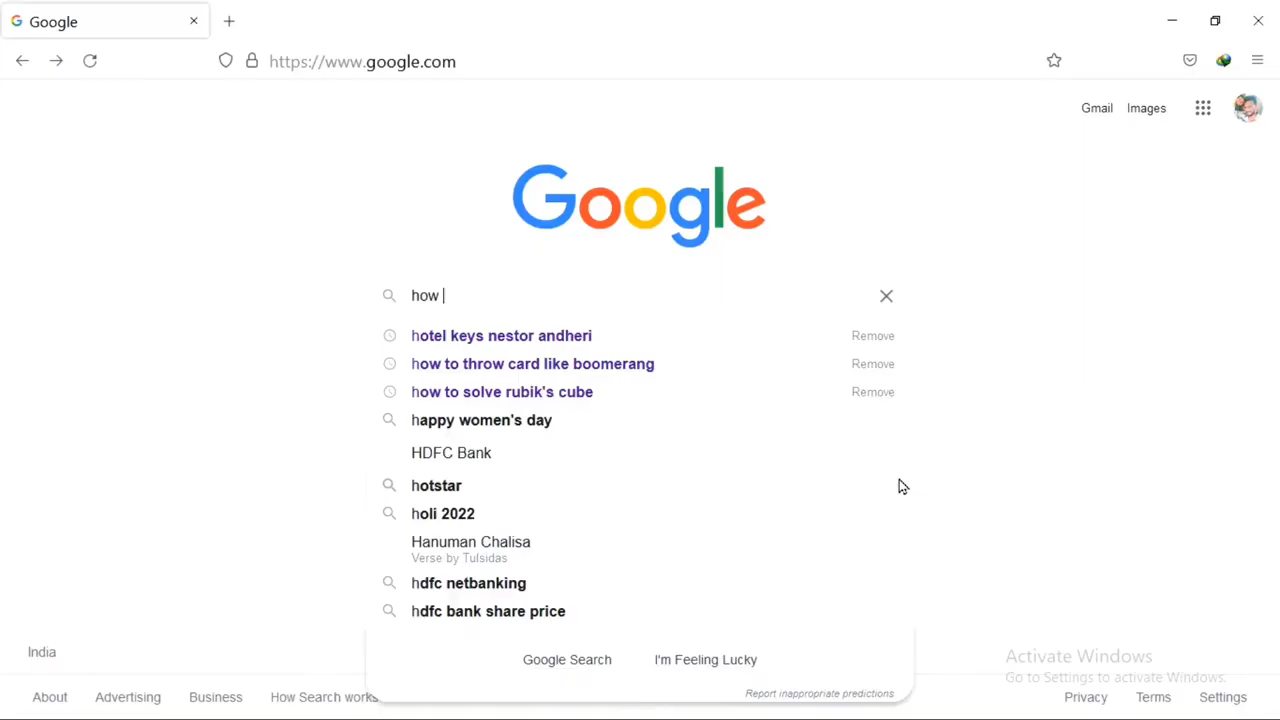 Google
https://www.google.com
Gmail Images
Google
how
hotel keys nestor andheri Remove
how to throw card like boomerang Remove
how to solve rubik's cube Remove
happy women's day
HDFC Bank
hotstar
holi 2022
Hanuman Chalisa
Verse by Tulsidas
hdfc netbanking
hdfc bank share price
Google Search I'm Feeling Lucky
Report inappropriate predictions
India
Activate Windows
Go to Settings to activate Windows.
About Advertising Business How Search works Privacy Terms Settings